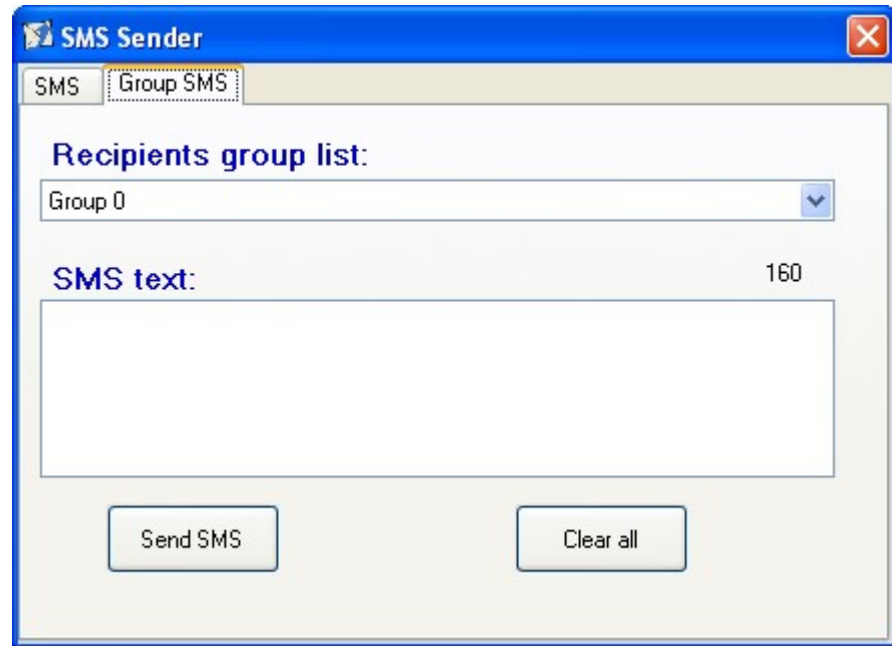 SMS Sender
SMS Group SMS
Recipients group list:
Group 0
SMS text: 160
Send SMS Clear all